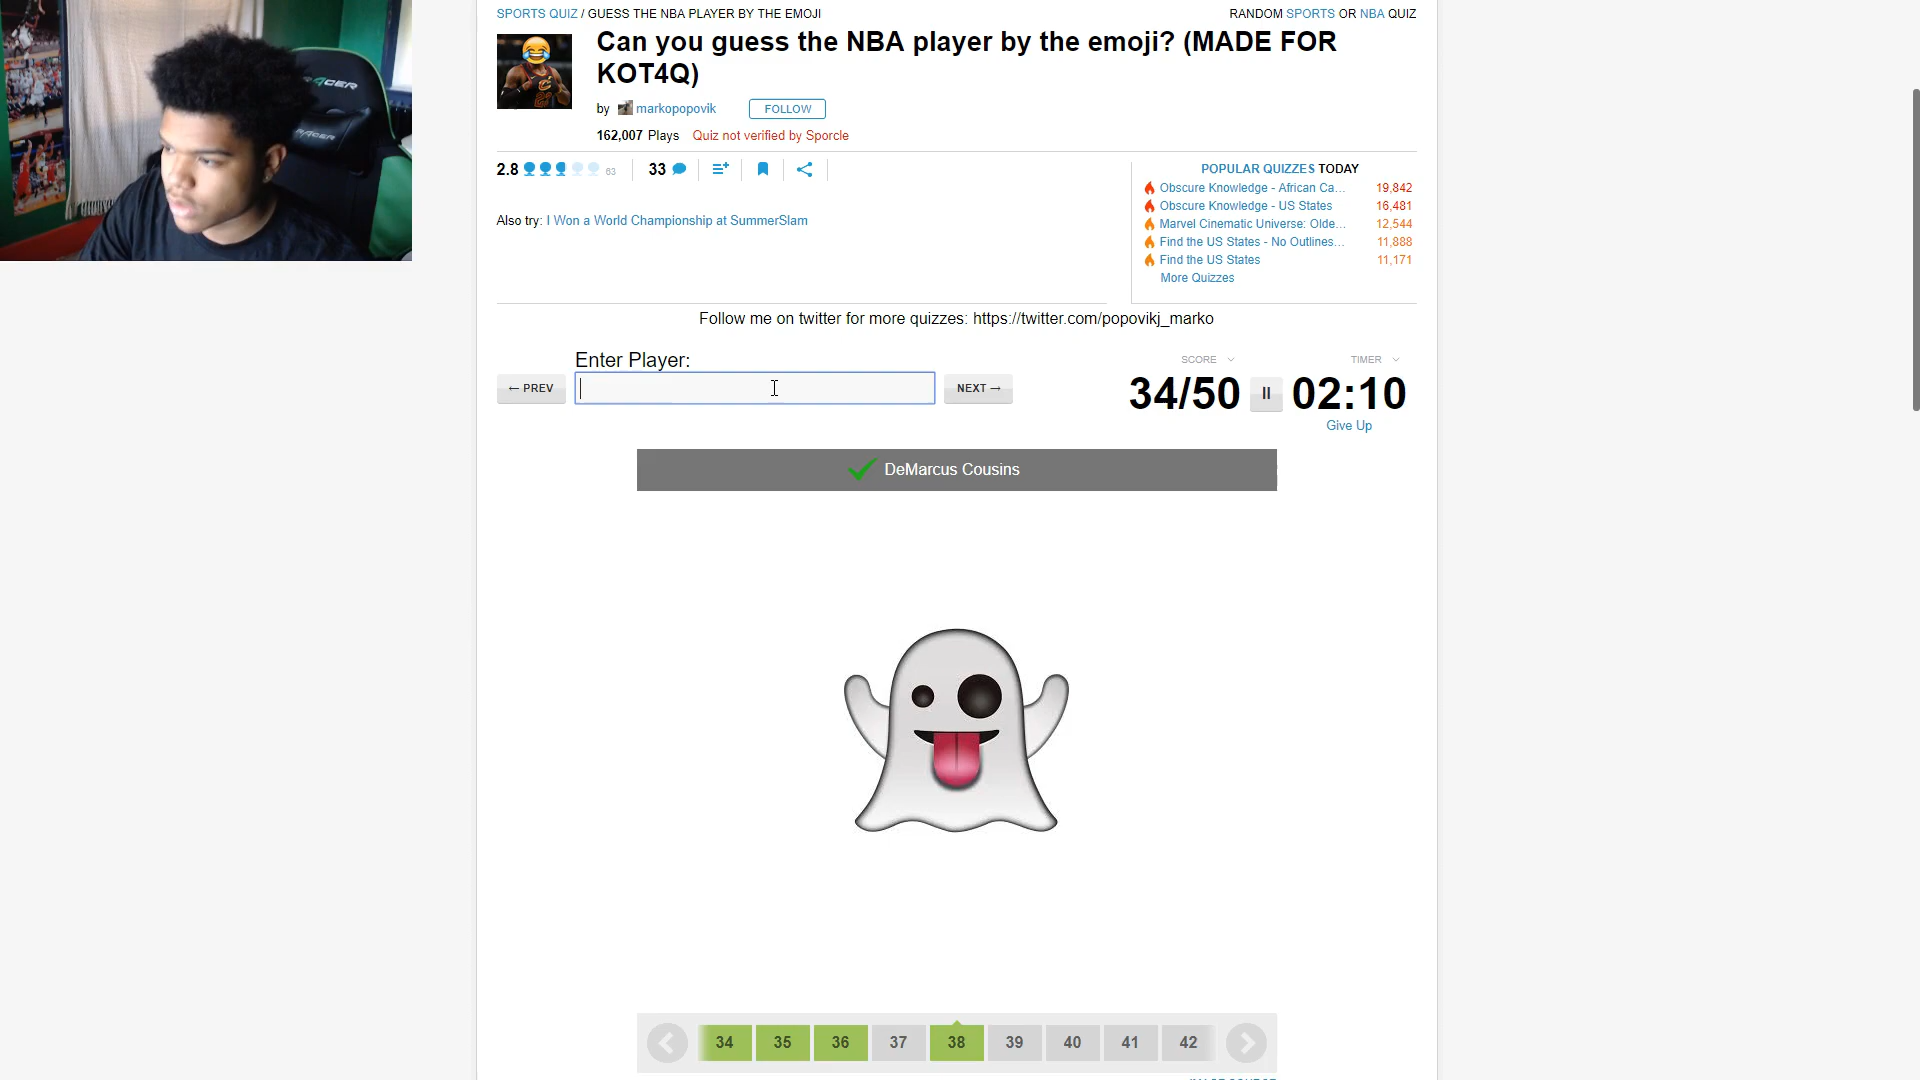 SPORTS QUIZ / GUESS THE NBA PLAYER BY THE EMOJI
RANDOM SPORTS OR NBA QUIZ
Can you guess the NBA player by the emoji? (MADE FOR
KOT4Q)
by markopopovik
FOLLOW
162,007 Plays Quiz not verified by Sporcle
2.8
33
Also try: I Won a World Championship at SummerSlam
POPULAR QUIZZES TODAY
Obscure Knowledge - African Ca... 19,842
Obscure Knowledge - US States 16,481
Marvel Cinematic Universe: Olde... 12,544
Find the US States - No Outlines... 11,888
Find the US States 11,171
More Quizzes
Follow me on twitter for more quizzes: https://twitter.com/popovikj_marko
Enter Player:
← PREV
NEXT →
SCORE
34/50
TIMER
02:10
Give Up
DeMarcus Cousins
34 35 36 37 38 39 40 41 42